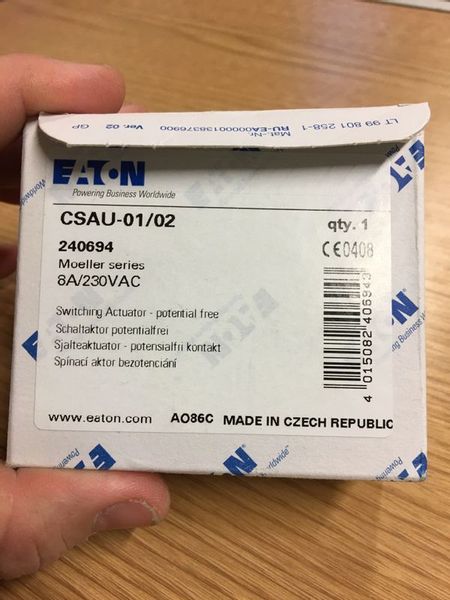 LT 99 801 258-1
Mat.-Nr.
RU-EA000000136376900
Ver. 02 GP
EATON
Powering Business Worldwide
CSAU-01/02
qty. 1
240694
CE0408
Moeller series
8A/230VAC
Switching Actuator - potential free
Schaltaktor potentialfrei
Sjalteaktuator - potensialfri kontakt
Spínací aktor bezotenciání
4 015082 406943
www.eaton.com AO86C MADE IN CZECH REPUBLIC